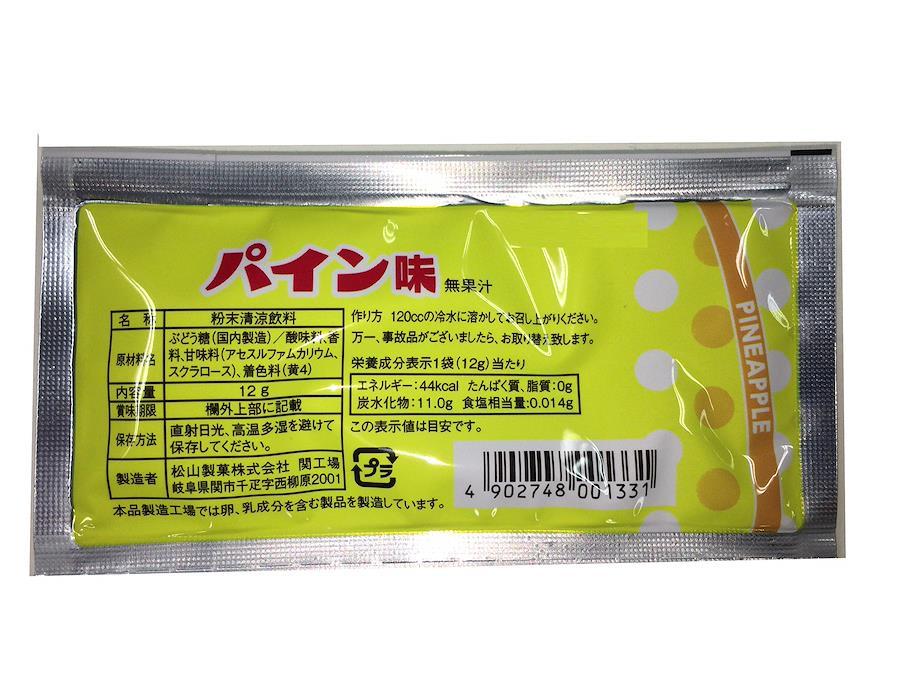 パイン味 無果汁
名 称 粉末清涼飲料
原材料名 ぶどう糖(国内製造)/酸味料、香
料、甘味料(アセスルファムカリウム、
スクラロース)、着色料(黄4)
内容量 12g
賞味期限 欄外上部に記載
保存方法 直射日光、高温多湿を避けて
保存してください。
製造者 松山製菓株式会社 関工場
岐阜県関市千疋字西柳原2001
本品製造工場では卵、乳成分を含む製品を製造しています。
作り方 120ccの冷水に溶かしてお召し上がりください。
万一、事故品がございましたら、お取り替え致します。
栄養成分表示1袋(12g)当たり
エネルギー:44kcal たんぱく質、脂質:0g
炭水化物:11.0g 食塩相当量:0.014g
この表示値は目安です。
プラ
4 902748 001331
PINEAPPLE